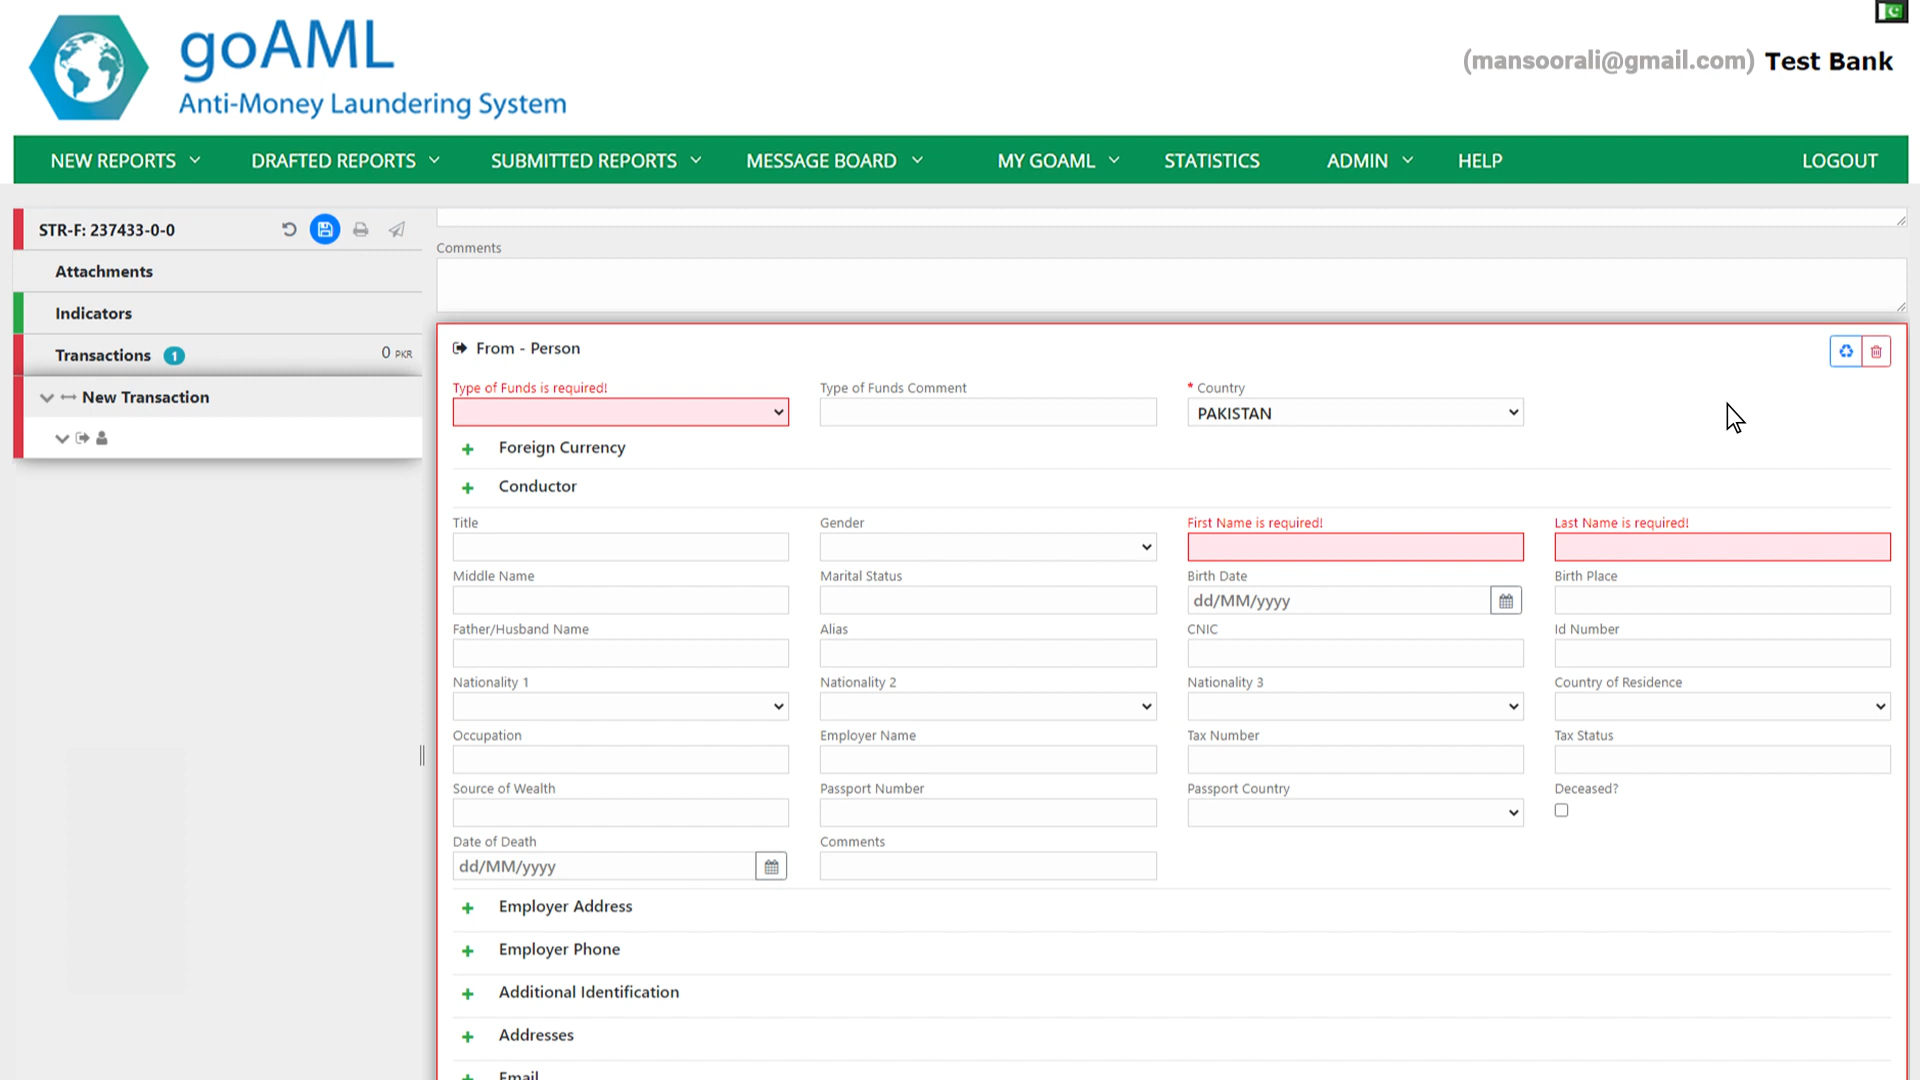 goAML
Anti-Money Laundering System
(mansoorali@gmail.com) Test Bank
NEW REPORTS DRAFTED REPORTS SUBMITTED REPORTS MESSAGE BOARD MY GOAML STATISTICS ADMIN HELP LOGOUT
STR-F: 237433-0-0
Attachments
Indicators
Transactions 1 0 PKR
New Transaction
Comments
From - Person
Type of Funds is required! Type of Funds Comment * Country
PAKISTAN
Foreign Currency
Conductor
Title Gender First Name is required! Last Name is required!
Middle Name Marital Status Birth Date Birth Place
dd/MM/yyyy
Father/Husband Name Alias CNIC Id Number
Nationality 1 Nationality 2 Nationality 3 Country of Residence
Occupation Employer Name Tax Number Tax Status
Source of Wealth Passport Number Passport Country Deceased?
Date of Death Comments
dd/MM/yyyy
Employer Address
Employer Phone
Additional Identification
Addresses
Email